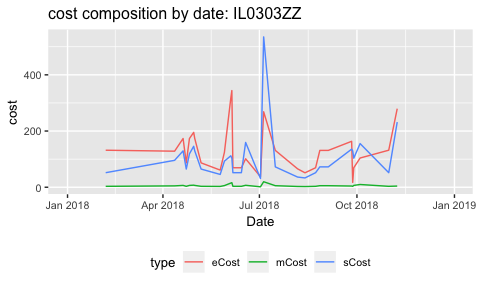 cost composition by date: IL0303ZZ
cost
400
200
0
Jan 2018 Apr 2018 Jul 2018 Oct 2018 Jan 2019
Date
type eCost mCost sCost